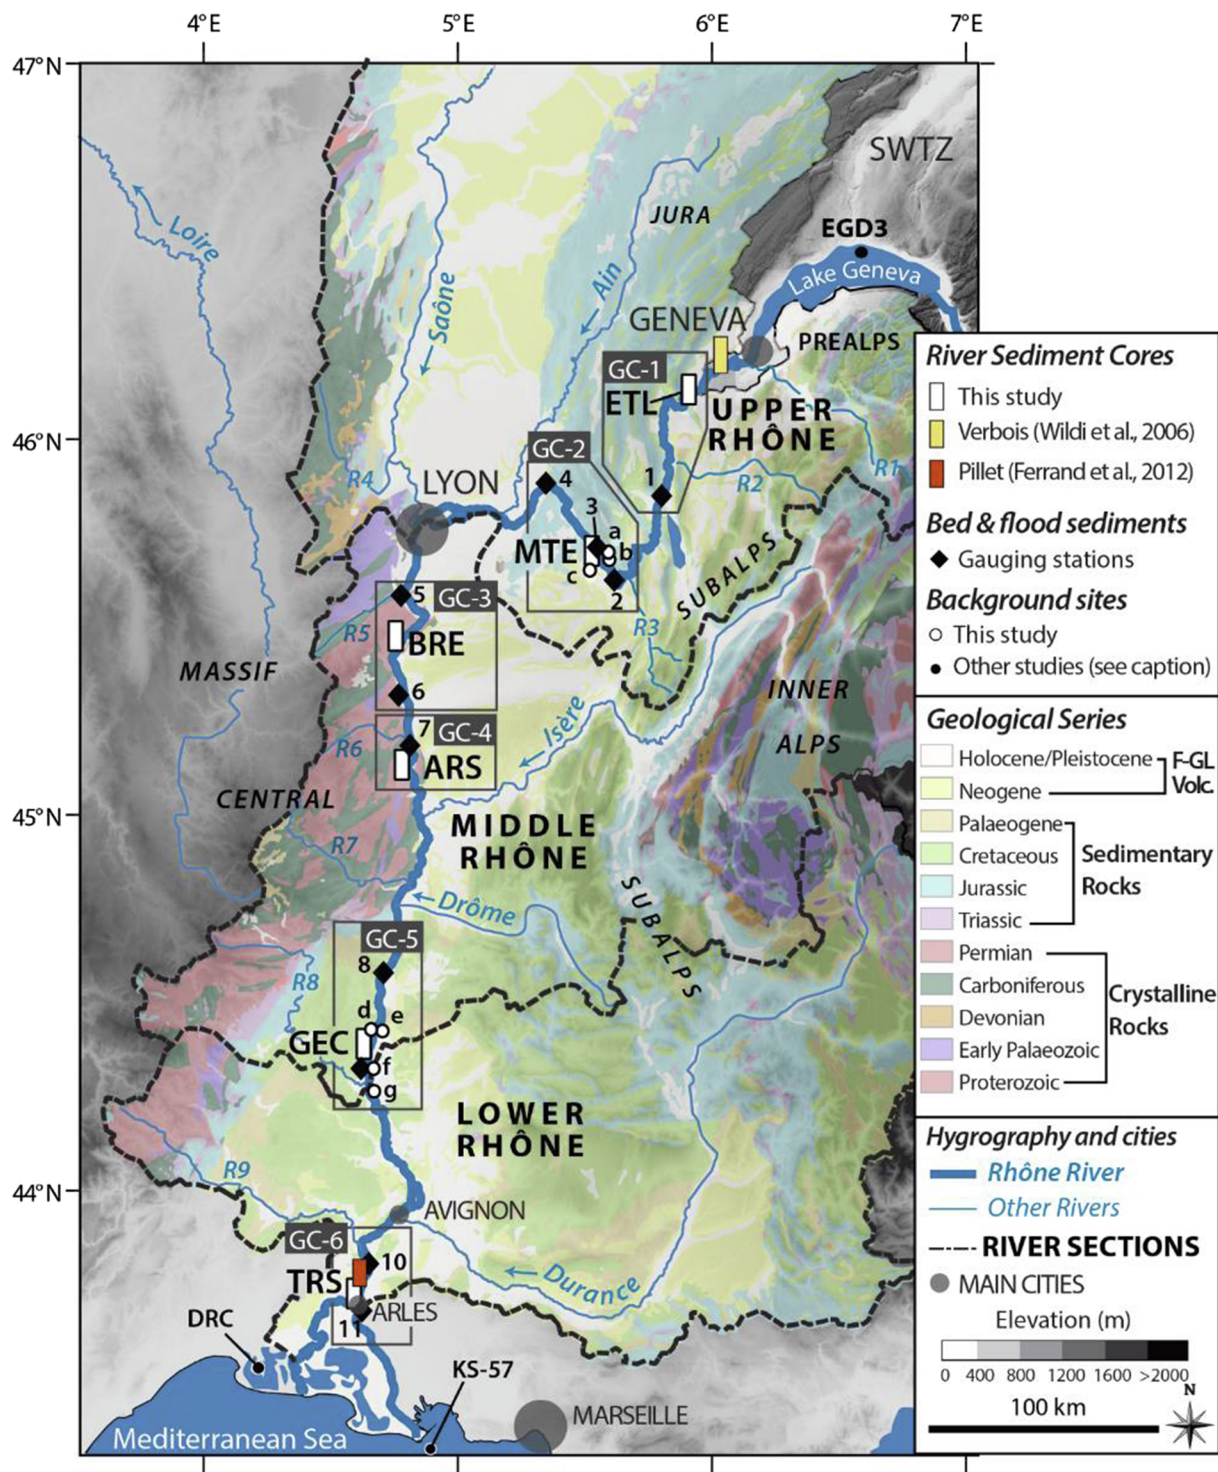 4°E
5°E
6°E
7°E
47°N
46°N
45°N
44°N
SWTZ
JURA
EGD3
Lake Geneva
Loire
Saône
Ain
GENEVA
PREALPS
GC-1
ETL
UPPER
RHÔNE
GC-2
R4
LYON
4
1
R2
R1
3
a
MTE
b
c
2
SUBALPS
5
GC-3
R5
BRE
R3
MASSIF
6
INNER
ALPS
Isère
7
GC-4
R6
ARS
CENTRAL
MIDDLE
RHÔNE
R7
SUBALPS
Drôme
GC-5
8
R8
d
e
GEC
f
g
LOWER
RHÔNE
R9
AVIGNON
GC-6
10
TRS
Durance
ARLES
11
DRC
KS-57
MARSEILLE
Mediterranean Sea
River Sediment Cores
This study
Verbois (Wildi et al., 2006)
Pillet (Ferrand et al., 2012)
Bed & flood sediments
Gauging stations
Background sites
This study
Other studies (see caption)
Geological Series
Holocene/Pleistocene
F-GL
Volc.
Neogene
Palaeogene
Cretaceous
Sedimentary
Rocks
Jurassic
Triassic
Permian
Carboniferous
Crystalline
Rocks
Devonian
Early Palaeozoic
Proterozoic
Hygrography and cities
Rhône River
Other Rivers
RIVER SECTIONS
MAIN CITIES
Elevation (m)
0 400 800 1200 1600 >2000
100 km
N